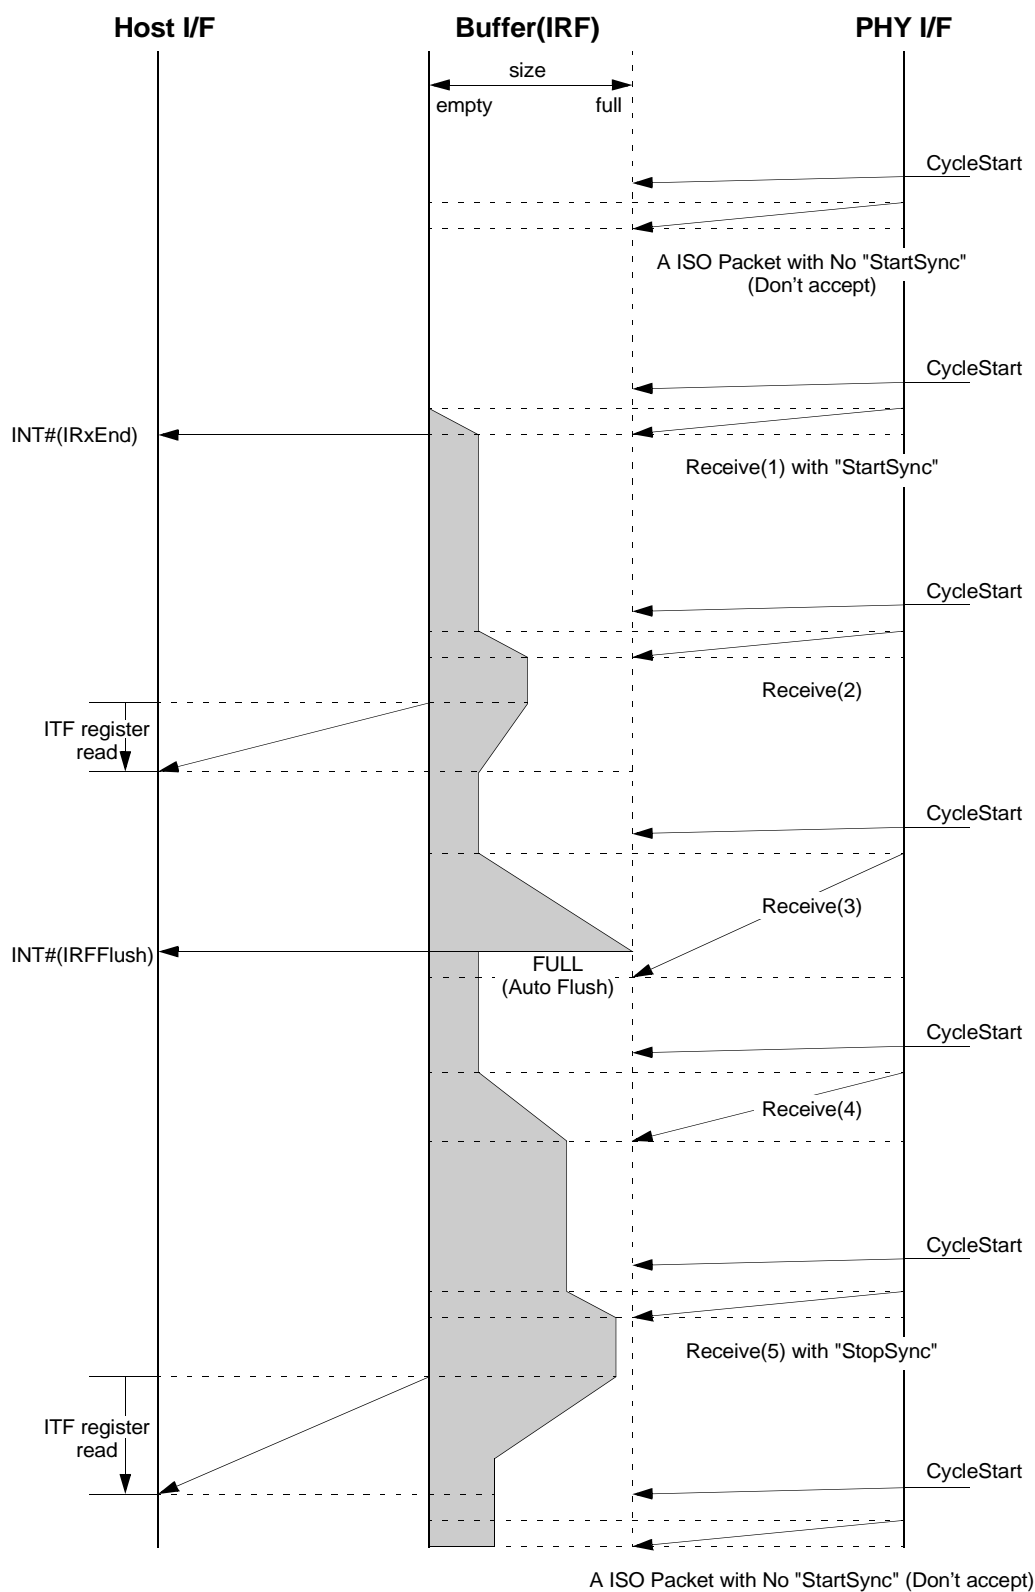 Host I/F
Buffer(IRF)
PHY I/F
size
empty
full
CycleStart
A ISO Packet with No "StartSync"
(Don't accept)
CycleStart
INT#(IRxEnd)
Receive(1) with "StartSync"
CycleStart
Receive(2)
ITF register
read
CycleStart
Receive(3)
INT#(IRFFlush)
FULL
(Auto Flush)
CycleStart
Receive(4)
CycleStart
Receive(5) with "StopSync"
ITF register
read
CycleStart
A ISO Packet with No "StartSync" (Don't accept)